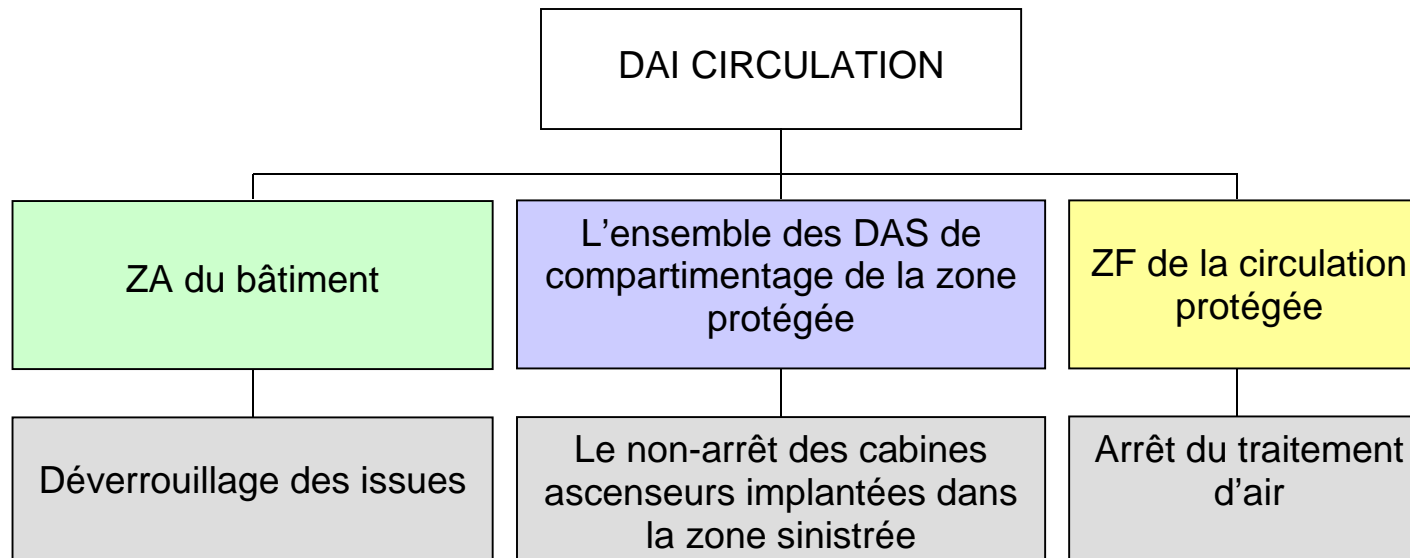 DAI CIRCULATION
ZA du bâtiment
L'ensemble des DAS de
compartimentage de la zone
protégée
ZF de la circulation
protégée
Déverrouillage des issues
Le non-arrêt des cabines
ascenseurs implantées dans
la zone sinistrée
Arrêt du traitement
d'air